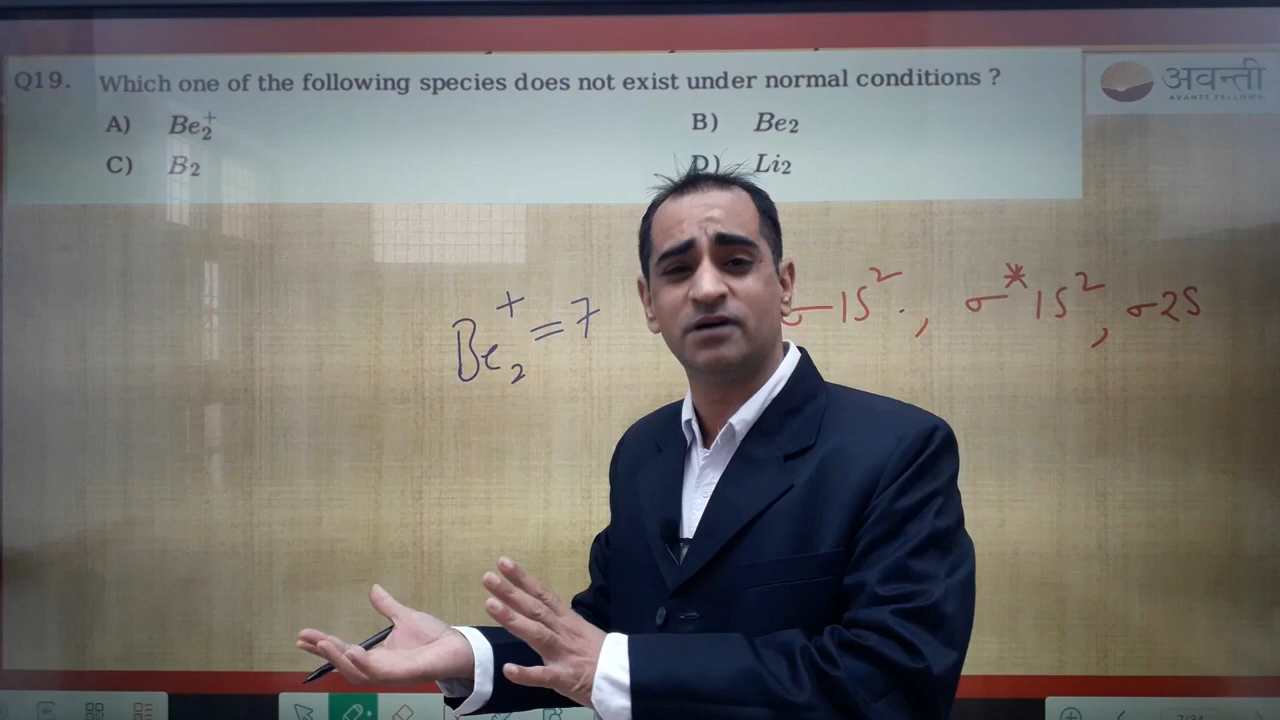 Q19. Which one of the following species does not exist under normal conditions ?
अवन्ती
AVANTI FELLOWS
A) Be₂⁺ B) Be₂
C) B₂ D) Li₂
Be₂⁺ = 7 σ1s², σ*1s², σ2s